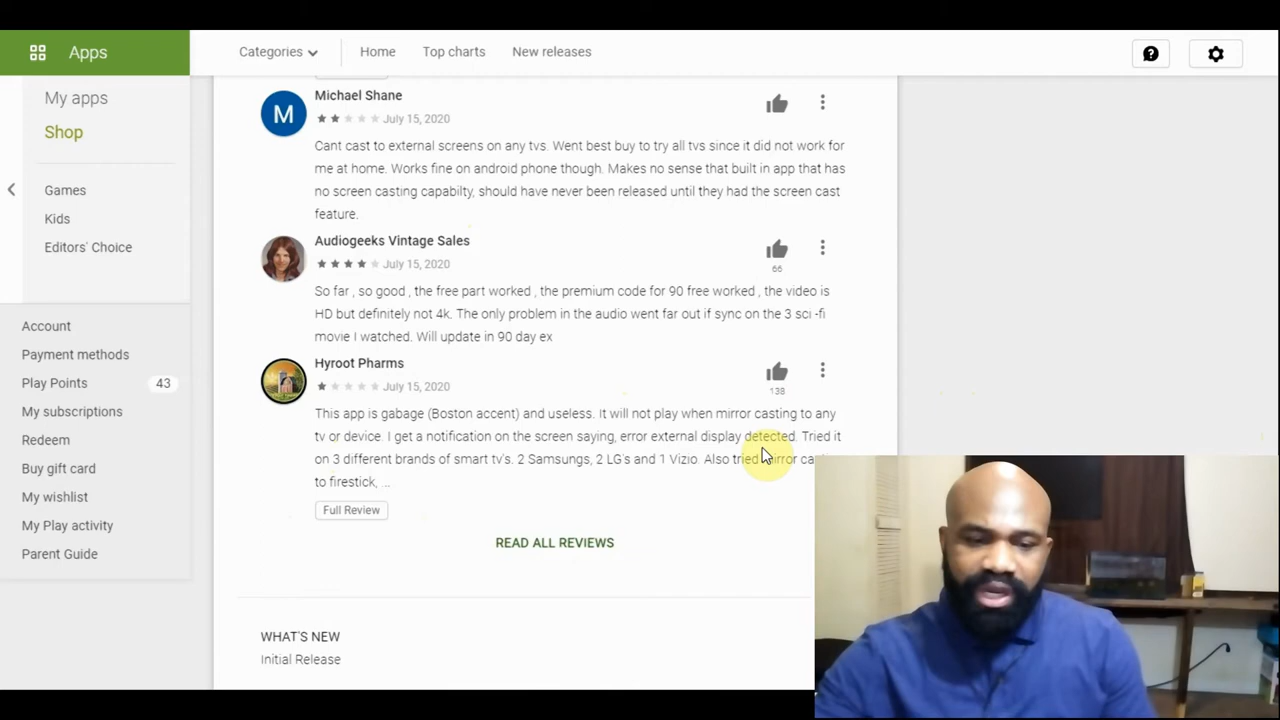 Apps
Categories
Home
Top charts
New releases
My apps
Shop
Games
Kids
Editors' Choice
Account
Payment methods
Play Points 43
My subscriptions
Redeem
Buy gift card
My wishlist
My Play activity
Parent Guide
M
Michael Shane
July 15, 2020
Cant cast to external screens on any tvs. Went best buy to try all tvs since it did not work for
me at home. Works fine on android phone though. Makes no sense that built in app that has
no screen casting capabilty, should have never been released until they had the screen cast
feature.
Audiogeeks Vintage Sales
July 15, 2020
66
So far , so good , the free part worked , the premium code for 90 free worked , the video is
HD but definitely not 4k. The only problem in the audio went far out if sync on the 3 sci -fi
movie I watched. Will update in 90 day ex
Hyroot Pharms
July 15, 2020
138
This app is gabage (Boston accent) and useless. It will not play when mirror casting to any
tv or device. I get a notification on the screen saying, error external display detected. Tried it
on 3 different brands of smart tv's. 2 Samsungs, 2 LG's and 1 Vizio. Also tried mirror
to firestick, ...
Full Review
READ ALL REVIEWS
WHAT'S NEW
Initial Release